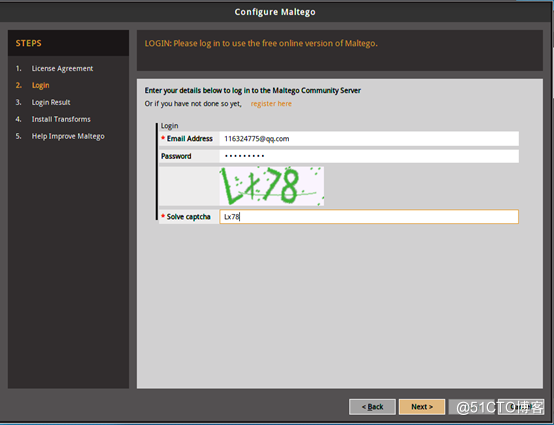 Configure Maltego
STEPS
1. License Agreement
2. Login
3. Login Result
4. Install Transforms
5. Help Improve Maltego
LOGIN: Please log in to use the free online version of Maltego.
Enter your details below to log in to the Maltego Community Server
Or if you have not done so yet, register here
Login
* Email Address 116324775@qq.com
Password •••••••••
Lx78
* Solve captcha Lx78
< Back Next >
@51CTO博客